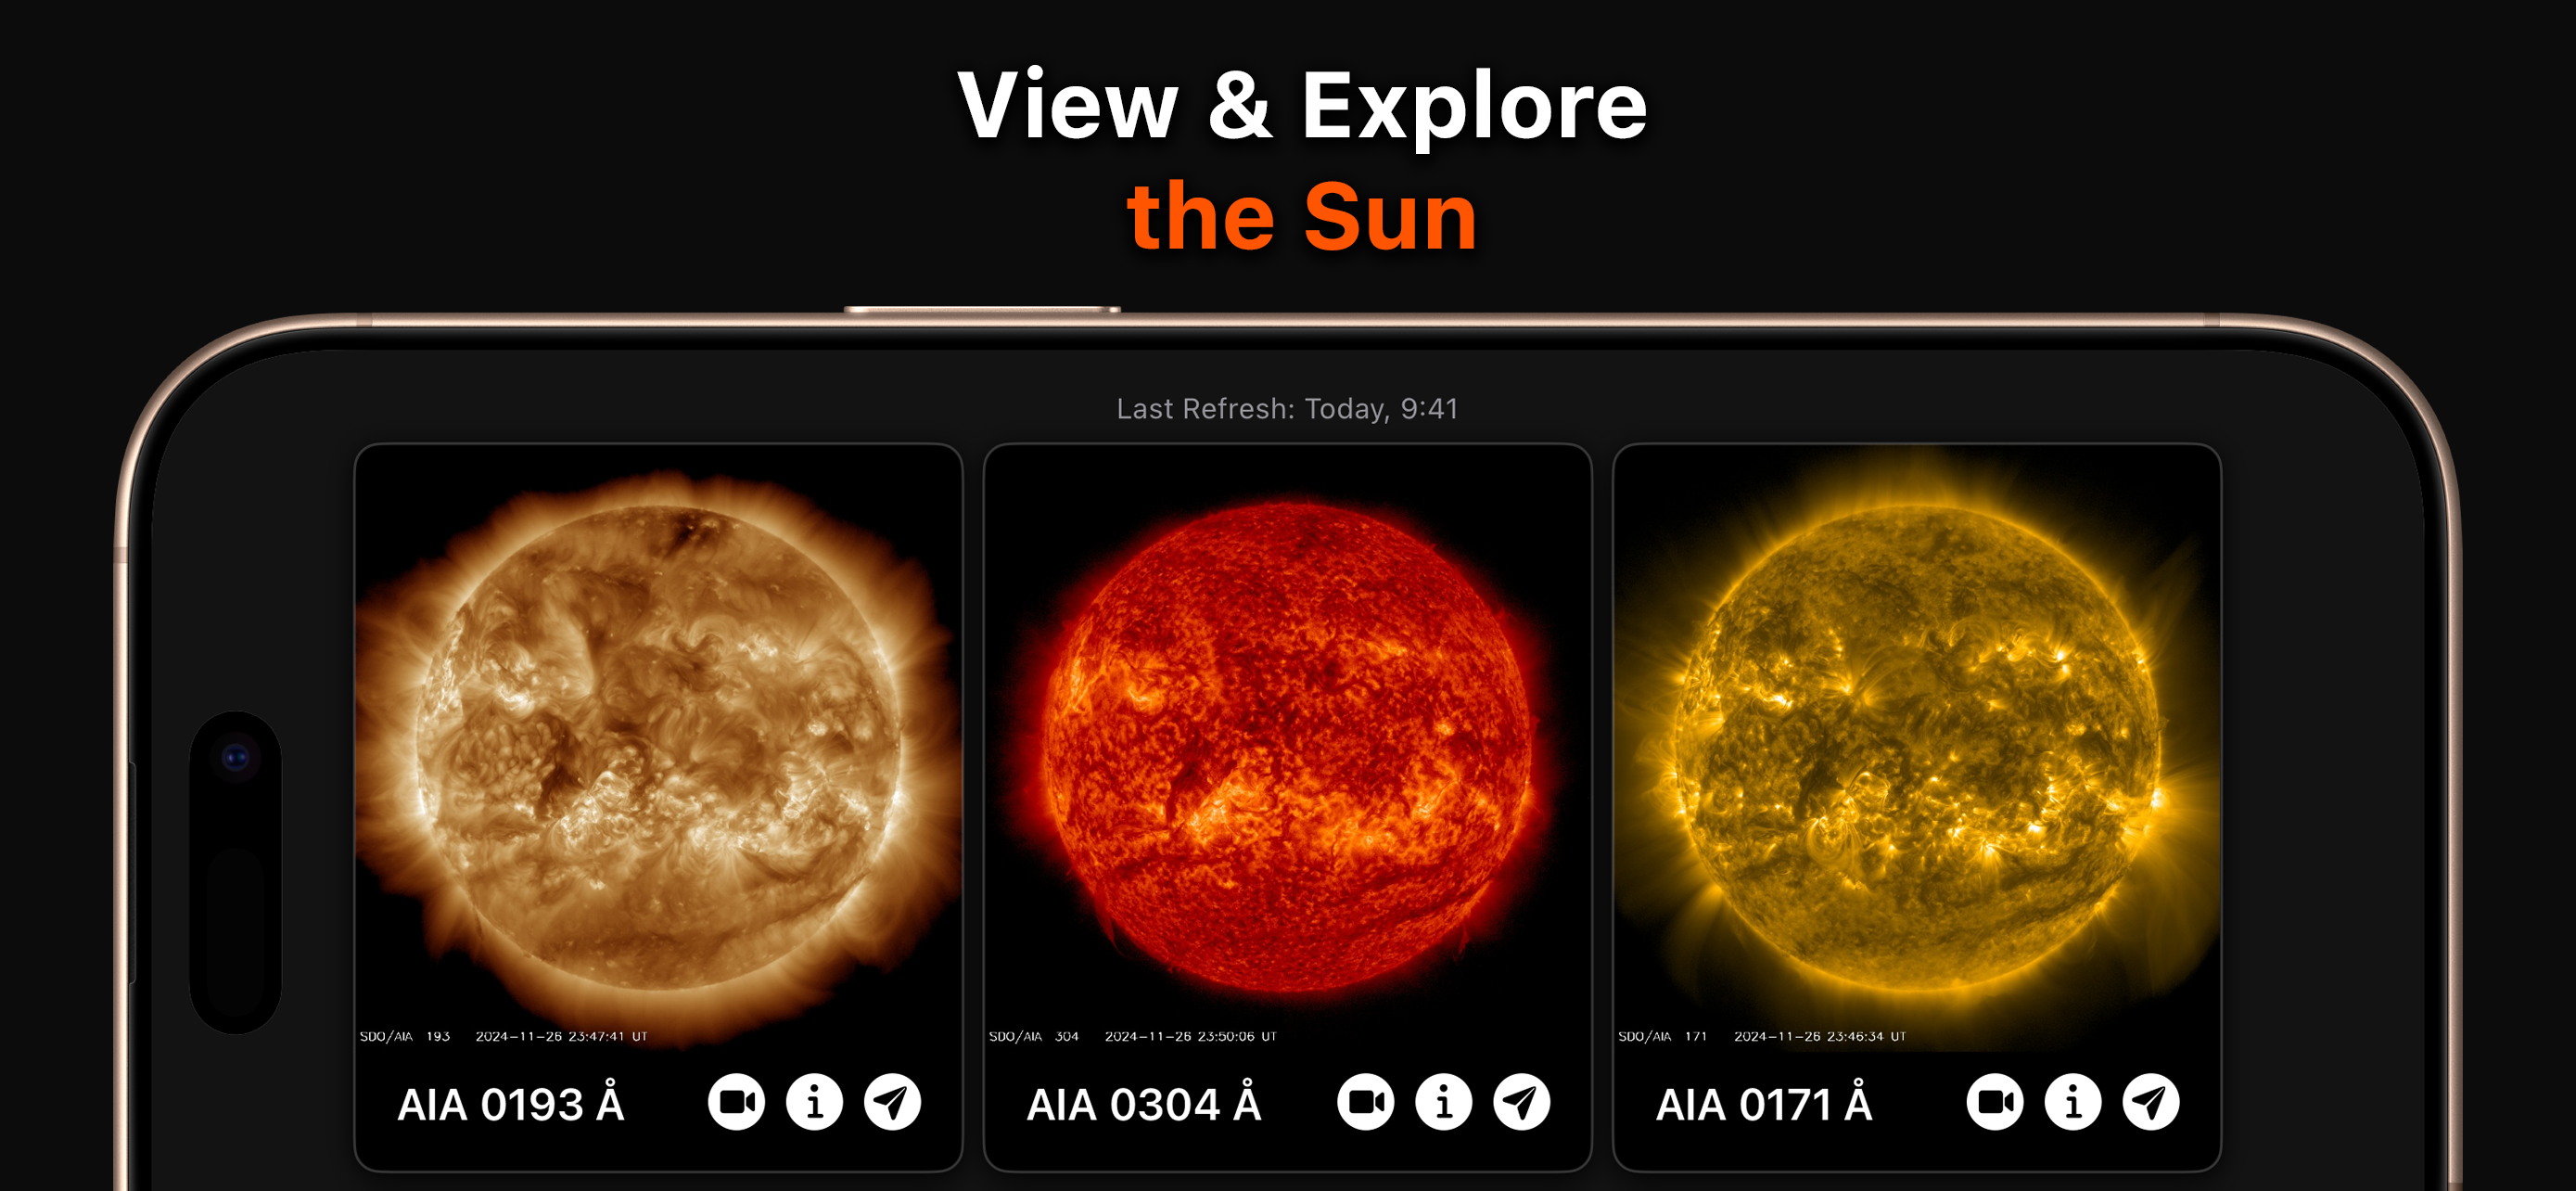 View & Explore
the Sun
Last Refresh: Today, 9:41
SDO/AIA 193 2024-11-26 23:47:41 UT
AIA 0193 Å
SDO/AIA 304 2024-11-26 23:50:06 UT
AIA 0304 Å
SDO/AIA 171 2024-11-26 23:46:34 UT
AIA 0171 Å